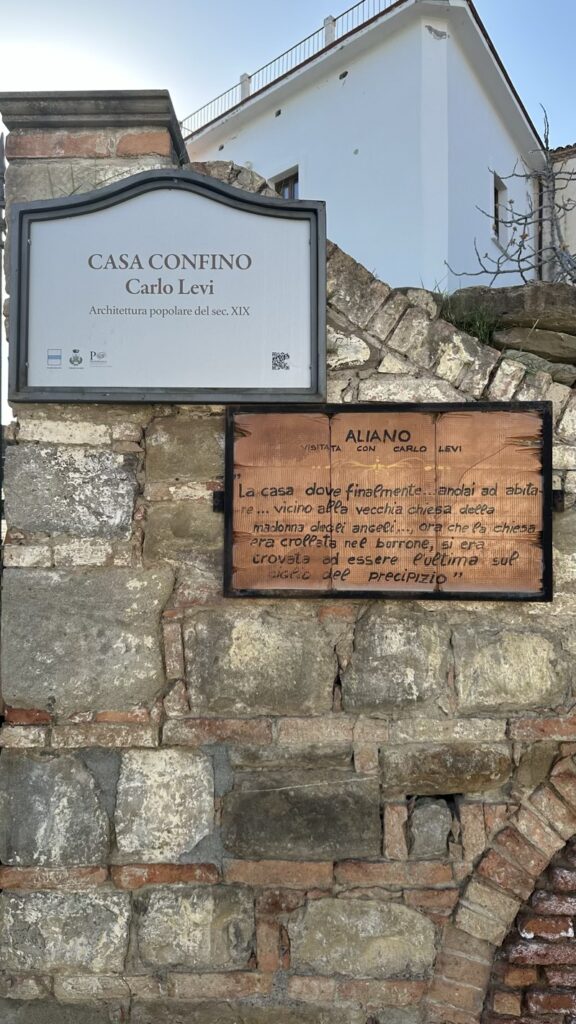 CASA CONFINO
Carlo Levi
Architettura popolare del sec. XIX
ALIANO
VISITATA CON CARLO LEVI
"La casa dove finalmente... andai ad abita-
re... vicino alla vecchia chiesa della
madonna degli angeli..., ora che la chiesa
era crollata nel burrone, si era
trovata ad essere l'ultima sul
ciglio del precipizio"